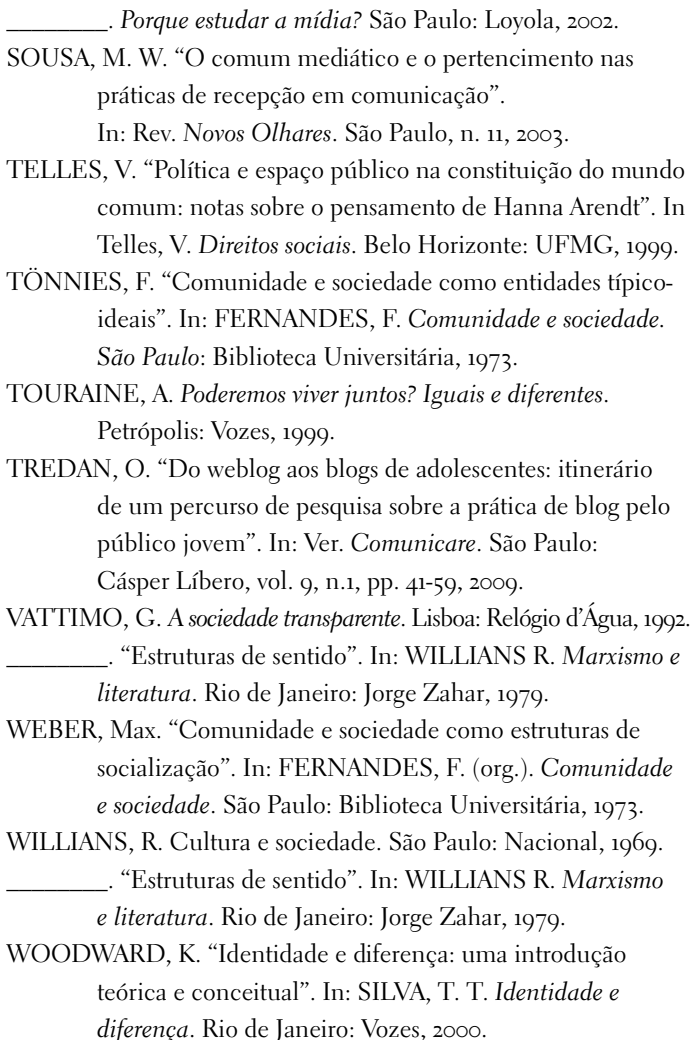 ________. Porque estudar a mídia? São Paulo: Loyola, 2002.
SOUSA, M. W. “O comum mediático e o pertencimento nas
práticas de recepção em comunicação”.
In: Rev. Novos Olhares. São Paulo, n. 11, 2003.
TELLES, V. “Política e espaço público na constituição do mundo
comum: notas sobre o pensamento de Hanna Arendt”. In
Telles, V. Direitos sociais. Belo Horizonte: UFMG, 1999.
TÖNNIES, F. “Comunidade e sociedade como entidades típico-
ideais”. In: FERNANDES, F. Comunidade e sociedade.
São Paulo: Biblioteca Universitária, 1973.
TOURAINE, A. Poderemos viver juntos? Iguais e diferentes.
Petrópolis: Vozes, 1999.
TREDAN, O. “Do weblog aos blogs de adolescentes: itinerário
de um percurso de pesquisa sobre a prática de blog pelo
público jovem”. In: Ver. Comunicare. São Paulo:
Cásper Líbero, vol. 9, n.1, pp. 41-59, 2009.
VATTIMO, G. A sociedade transparente. Lisboa: Relógio d’Água, 1992.
________. “Estruturas de sentido”. In: WILLIANS R. Marxismo e
literatura. Rio de Janeiro: Jorge Zahar, 1979.
WEBER, Max. “Comunidade e sociedade como estruturas de
socialização”. In: FERNANDES, F. (org.). Comunidade
e sociedade. São Paulo: Biblioteca Universitária, 1973.
WILLIANS, R. Cultura e sociedade. São Paulo: Nacional, 1969.
________. “Estruturas de sentido”. In: WILLIANS R. Marxismo
e literatura. Rio de Janeiro: Jorge Zahar, 1979.
WOODWARD, K. “Identidade e diferença: uma introdução
teórica e conceitual”. In: SILVA, T. T. Identidade e
diferença. Rio de Janeiro: Vozes, 2000.